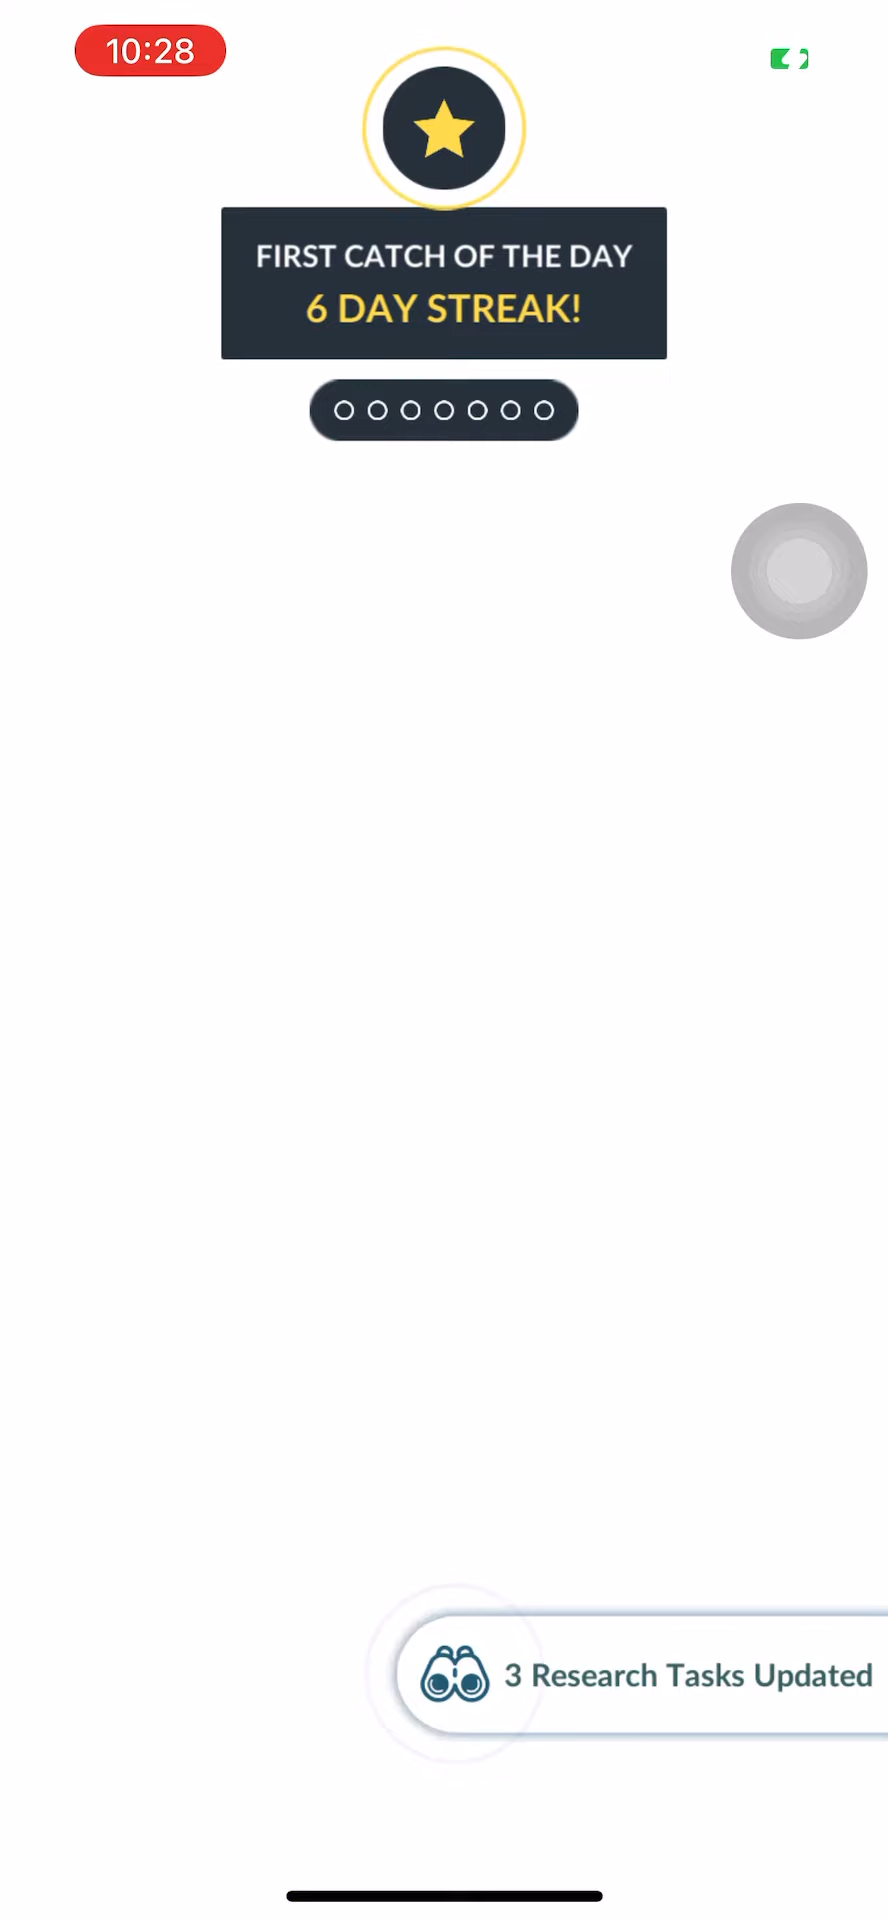 10:28
FIRST CATCH OF THE DAY
6 DAY STREAK!
3 Research Tasks Updated